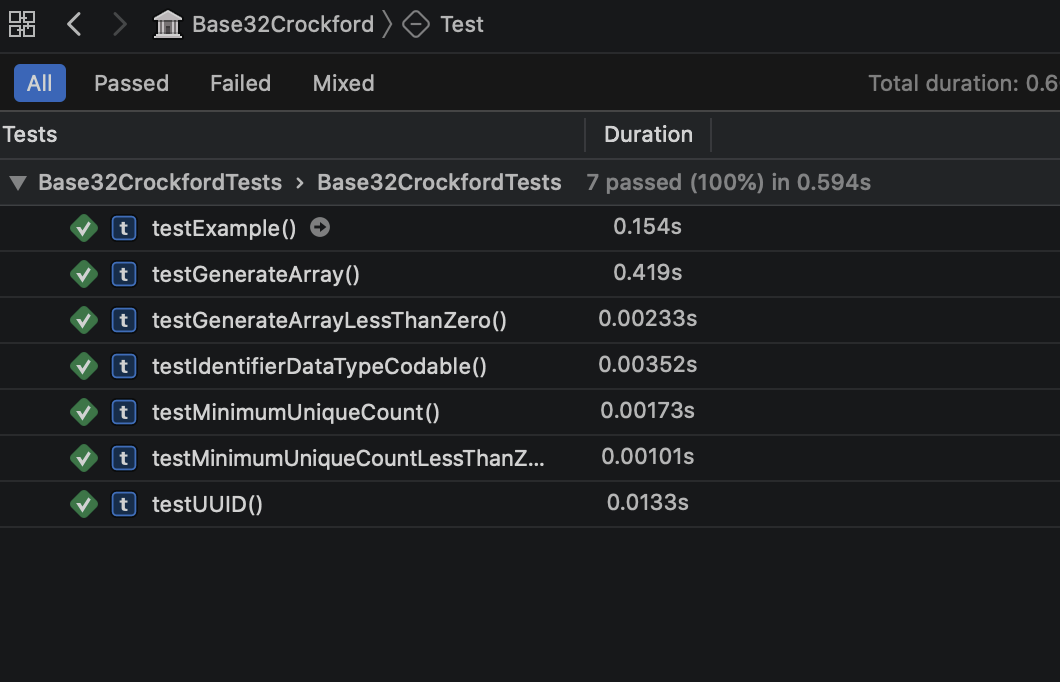 Base32Crockford Test
All Passed Failed Mixed Total duration: 0.6
Tests Duration
Base32CrockfordTests › Base32CrockfordTests 7 passed (100%) in 0.594s
t testExample() 0.154s
t testGenerateArray() 0.419s
t testGenerateArrayLessThanZero() 0.00233s
t testIdentifierDataTypeCodable() 0.00352s
t testMinimumUniqueCount() 0.00173s
t testMinimumUniqueCountLessThanZ... 0.00101s
t testUUID() 0.0133s